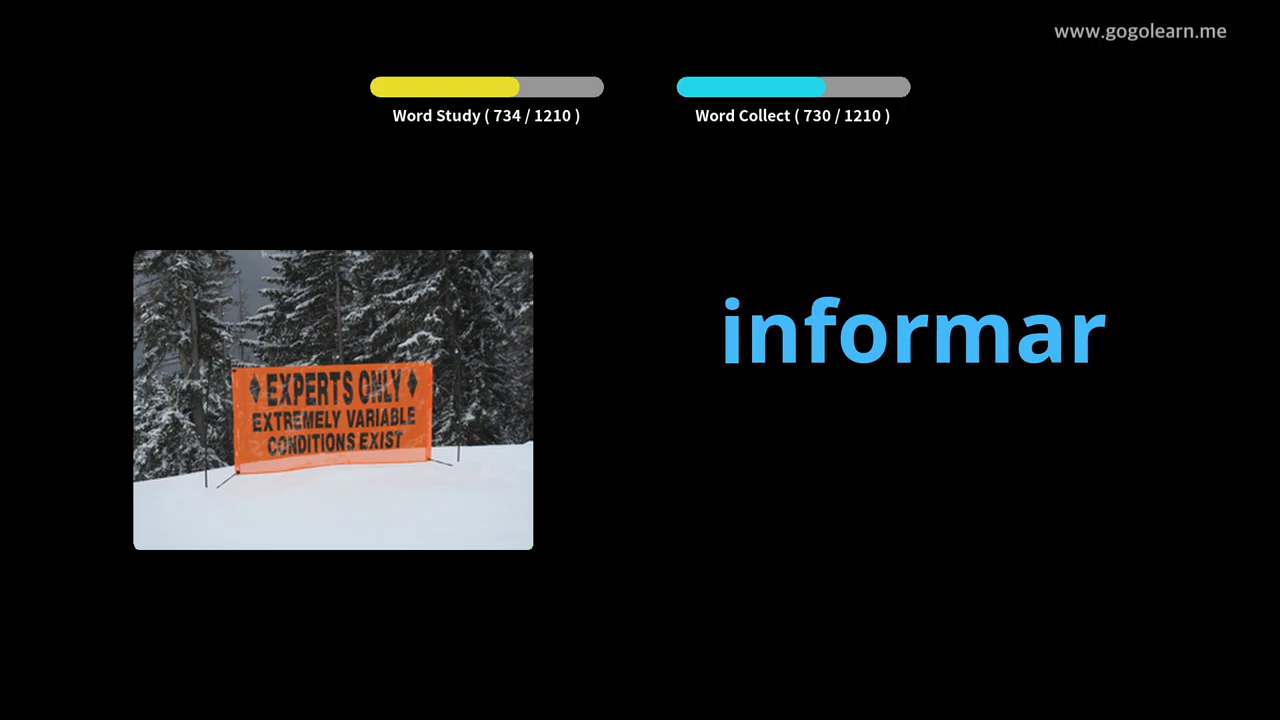 www.gogolearn.me
Word Study ( 734 / 1210 )
Word Collect ( 730 / 1210 )
informar
EXPERTS ONLY
EXTREMELY VARIABLE
CONDITIONS EXIST